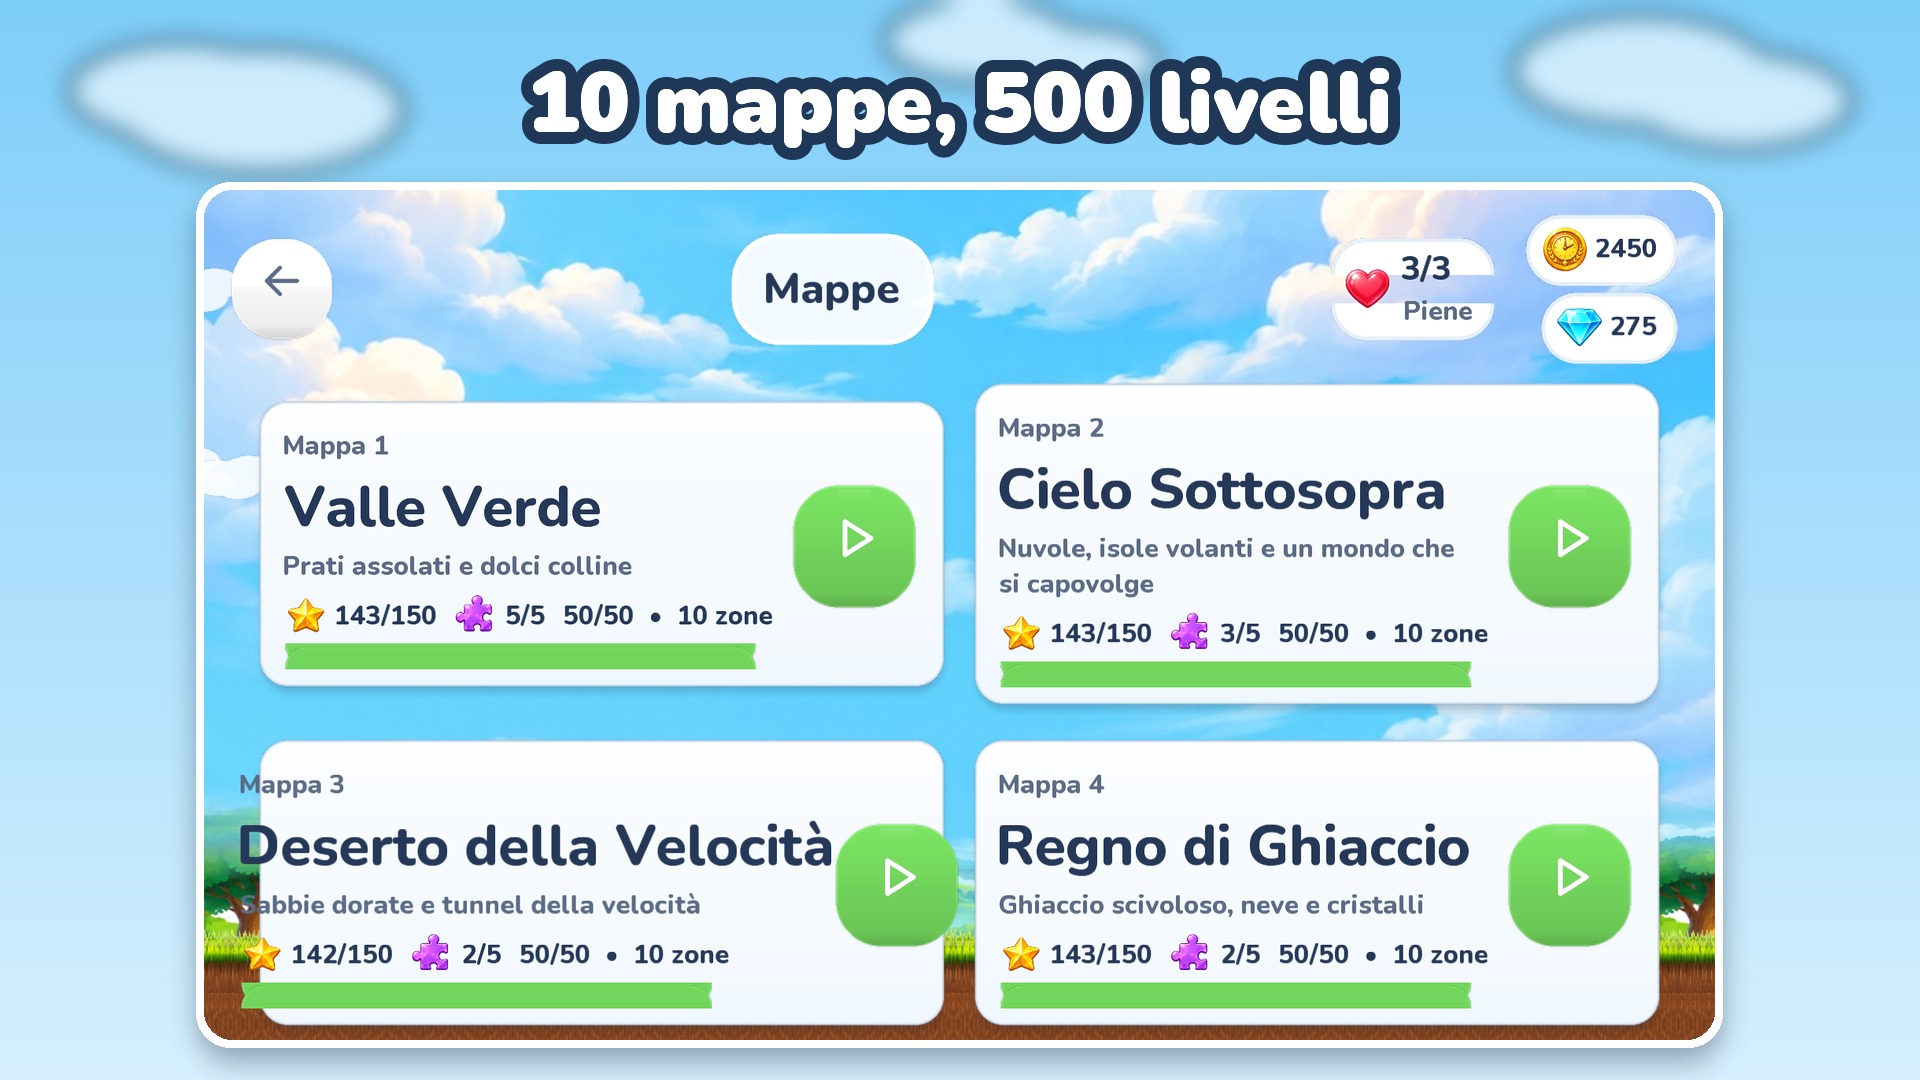 10 mappe, 500 livelli
Mappe
3/3
Piene
2450
275
Mappa 1
Valle Verde
Prati assolati e dolci colline
143/150 5/5 50/50 • 10 zone
Mappa 2
Cielo Sottosopra
Nuvole, isole volanti e un mondo che
si capovolge
143/150 3/5 50/50 • 10 zone
Mappa 3
Deserto della Velocità
Sabbie dorate e tunnel della velocità
142/150 2/5 50/50 • 10 zone
Mappa 4
Regno di Ghiaccio
Ghiaccio scivoloso, neve e cristalli
143/150 2/5 50/50 • 10 zone